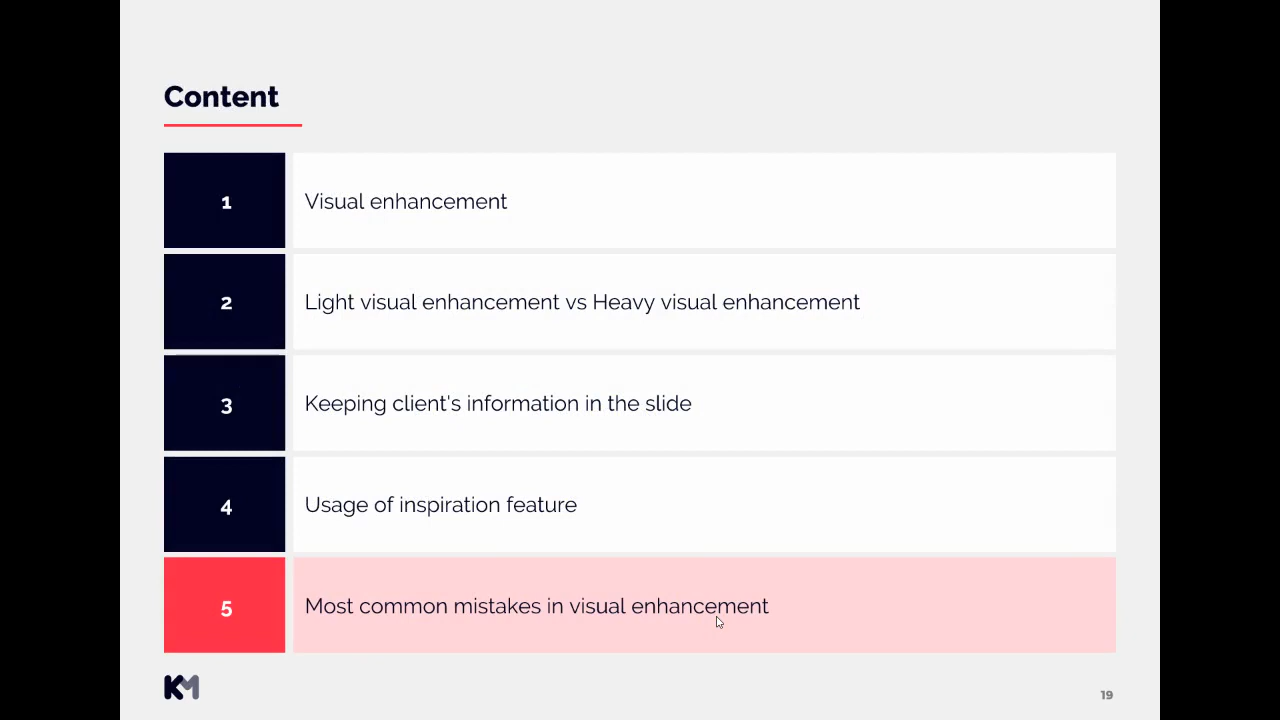 Content
1
Visual enhancement
2
Light visual enhancement vs Heavy visual enhancement
3
Keeping client's information in the slide
4
Usage of inspiration feature
5
Most common mistakes in visual enhancement
KM
19